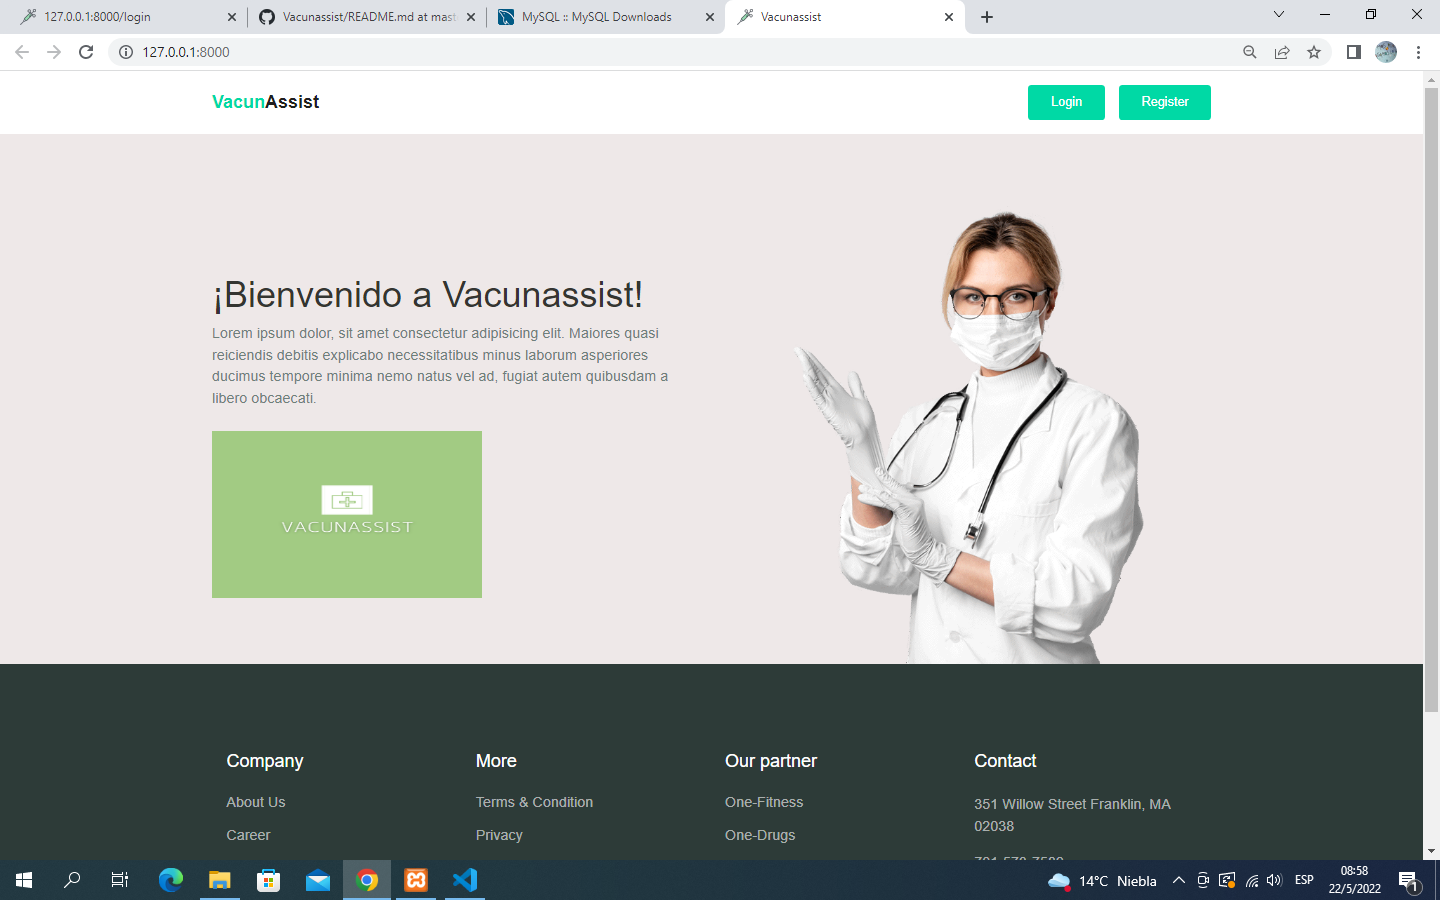 127.0.0.1:8000/login
Vacunassist/README.md at mast
MySQL :: MySQL Downloads
Vacunassist
127.0.0.1:8000
VacunAssist
Login
Register
¡Bienvenido a Vacunassist!
Lorem ipsum dolor, sit amet consectetur adipisicing elit. Maiores quasi
reiciendis debitis explicabo necessitatibus minus laborum asperiores
ducimus tempore minima nemo natus vel ad, fugiat autem quibusdam a
libero obcaecati.
VACUNASSIST
Company
More
Our partner
Contact
About Us
Terms & Condition
One-Fitness
351 Willow Street Franklin, MA
02038
Career
Privacy
One-Drugs
14°C Niebla
ESP
08:58
22/5/2022
1